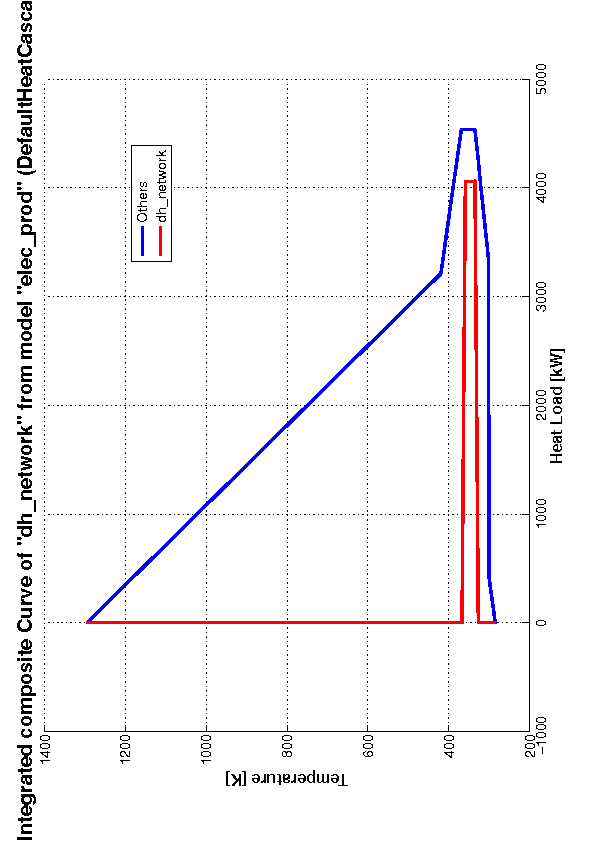 Integrated composite Curve of "dh_network" from model "elec_prod" (DefaultHeatCasca
Others
dh_network
1400
1200
1000
800
600
400
200
Temperature [K]
-1000
0
1000
2000
3000
4000
5000
Heat Load [kW]